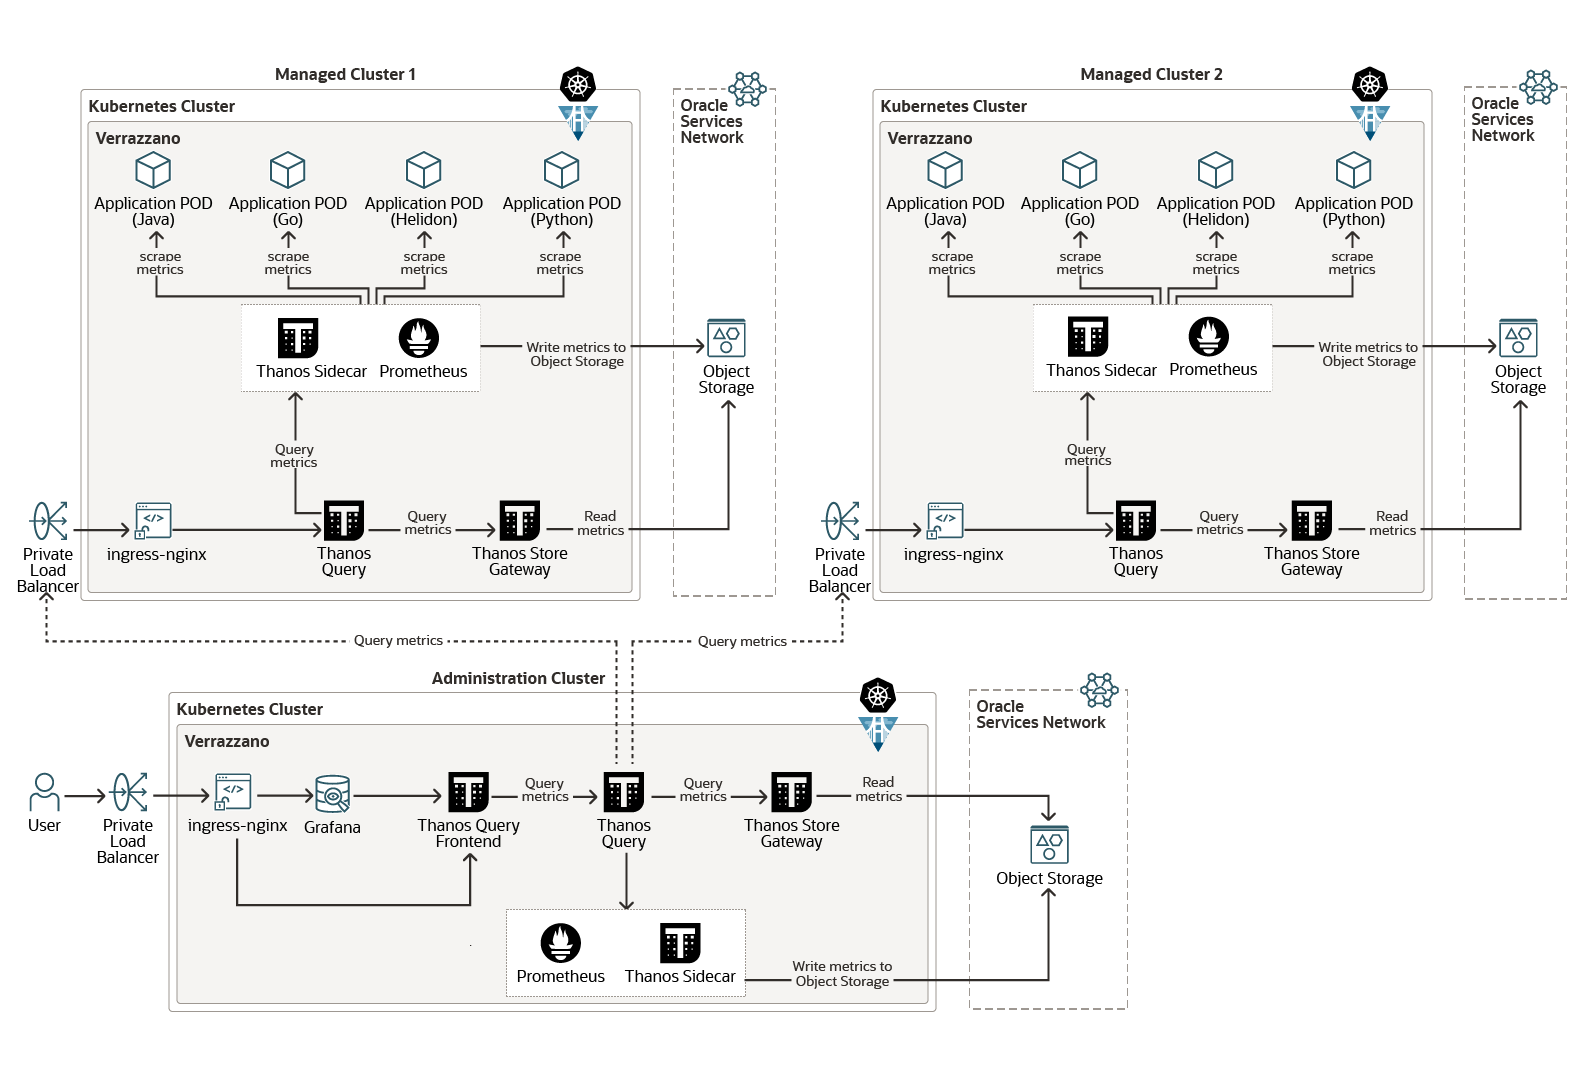 Managed Cluster 1
Kubernetes Cluster
Verrazzano
Application POD
(Java)
Application POD
(Go)
Application POD
(Helidon)
Application POD
(Python)
scrape
metrics
scrape
metrics
scrape
metrics
scrape
metrics
Thanos Sidecar
Prometheus
Write metrics to
Object Storage
Query
metrics
Private
Load
Balancer
ingress-nginx
Thanos
Query
Query
metrics
Thanos Store
Gateway
Read
metrics
Oracle
Services
Network
Object
Storage
Managed Cluster 2
Kubernetes Cluster
Verrazzano
Application POD
(Java)
Application POD
(Go)
Application POD
(Helidon)
Application POD
(Python)
scrape
metrics
scrape
metrics
scrape
metrics
scrape
metrics
Thanos Sidecar
Prometheus
Write metrics to
Object Storage
Query
metrics
Private
Load
Balancer
ingress-nginx
Thanos
Query
Query
metrics
Thanos Store
Gateway
Read
metrics
Oracle
Services
Network
Object
Storage
Query metrics
Query metrics
Administration Cluster
Kubernetes Cluster
Verrazzano
User
Private
Load
Balancer
ingress-nginx
Grafana
Thanos Query
Frontend
Query
metrics
Thanos
Query
Query
metrics
Thanos Store
Gateway
Read
metrics
Prometheus
Thanos Sidecar
Write metrics to
Object Storage
Oracle
Services Network
Object Storage